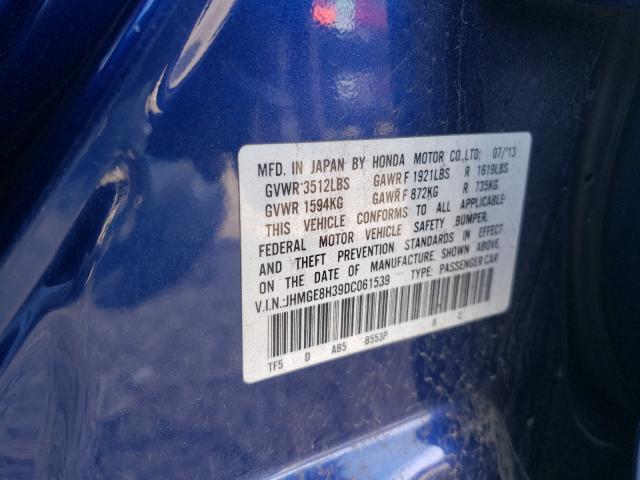 MFD. IN JAPAN BY HONDA MOTOR CO.,LTD. 07/'13
GVWR 3512LBS GAWR F 1921LBS R 1619LBS
GVWR 1594KG GAWR F 872KG R 735KG
THIS VEHICLE CONFORMS TO ALL APPLICABLE
FEDERAL MOTOR VEHICLE SAFETY ,BUMPER,
AND THEFT PREVENTION STANDARDS IN EFFECT
ON THE DATE OF MANUFACTURE SHOWN ABOVE.
V.I.N.:JHMGE8H39DC061539 TYPE: PASSENGER CAR
TF5 D AB5 B553P 8 C